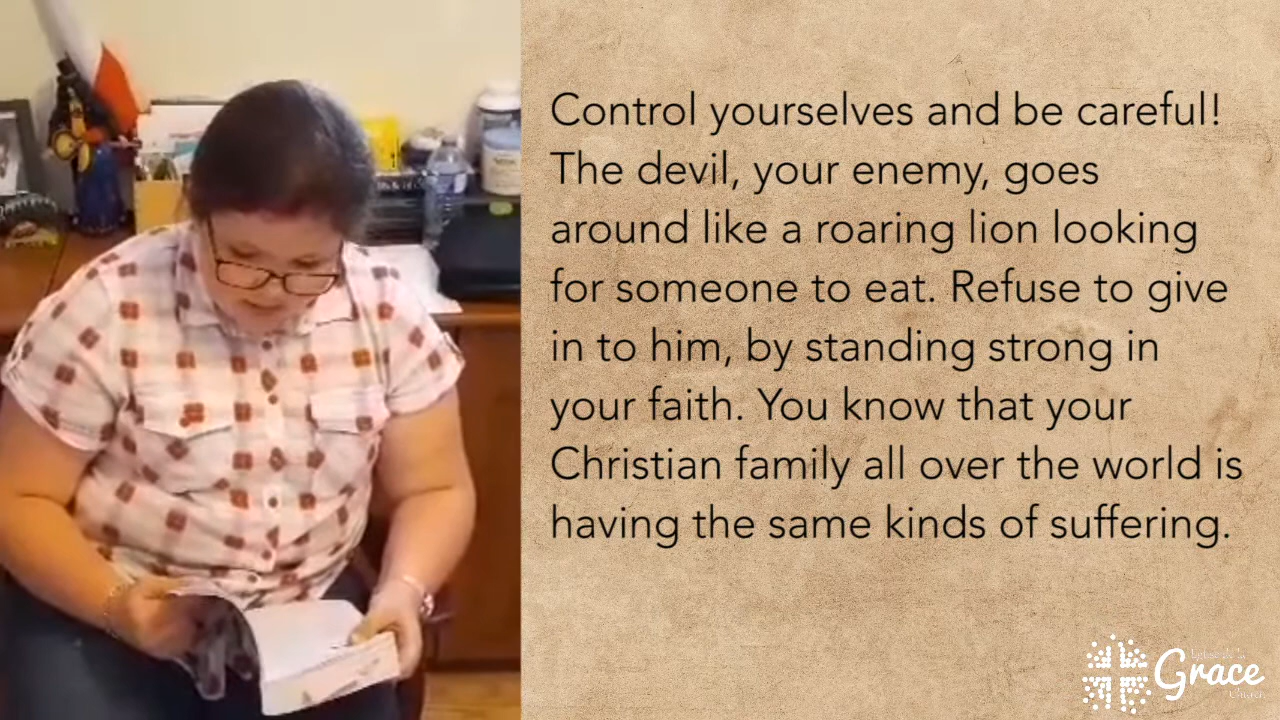 Control yourselves and be careful!
The devil, your enemy, goes
around like a roaring lion looking
for someone to eat. Refuse to give
in to him, by standing strong in
your faith. You know that your
Christian family all over the world is
having the same kinds of suffering.
Grace
Church